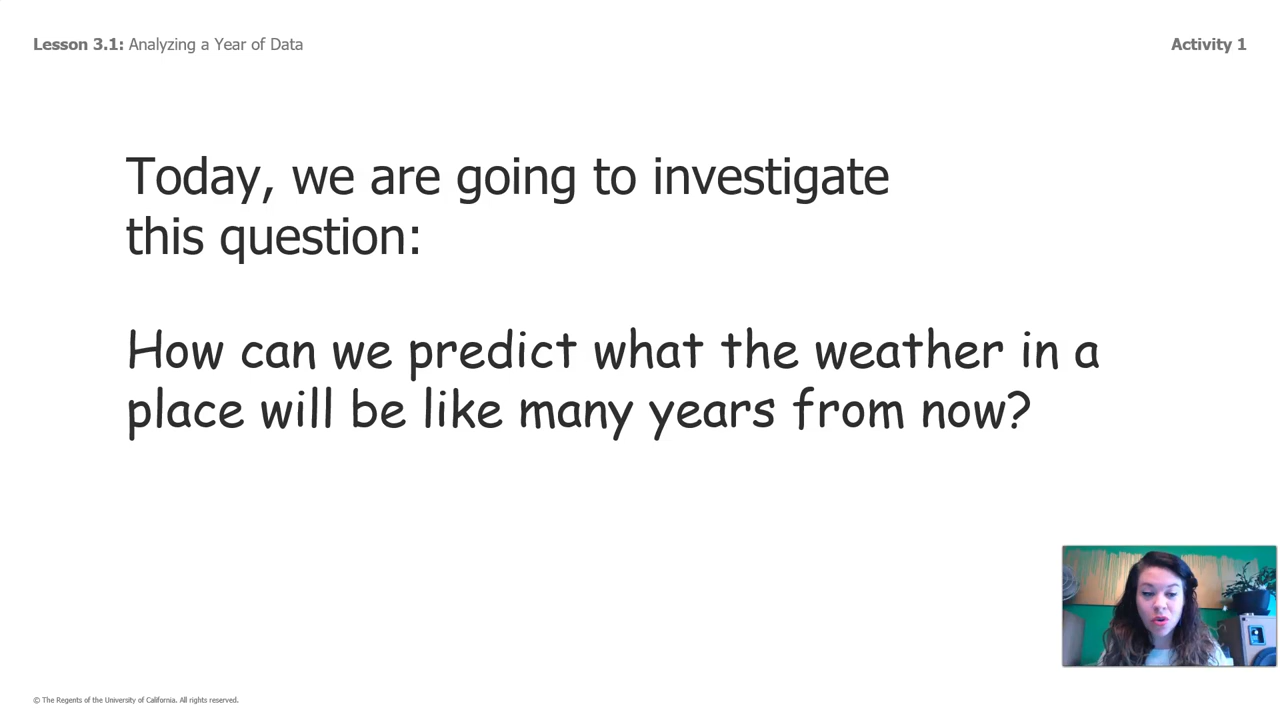 Lesson 3.1: Analyzing a Year of Data
Activity 1
Today, we are going to investigate
this question:
How can we predict what the weather in a
place will be like many years from now?
© The Regents of the University of California. All rights reserved.